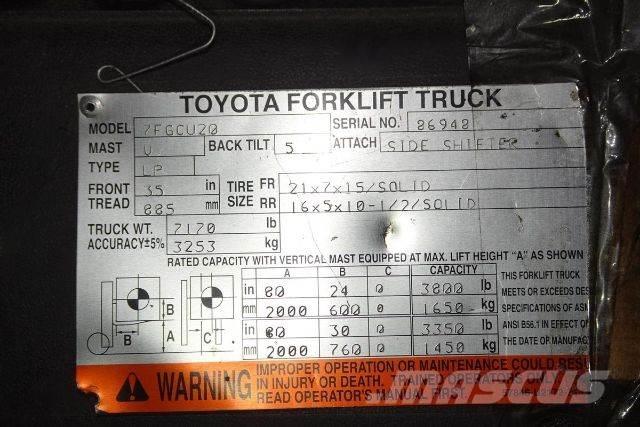 TOYOTA FORKLIFT TRUCK
MODEL 7FGCU20 SERIAL NO. 86948
MAST V BACK TILT 5 ATTACH SIDE SHIFTER
TYPE LP
FRONT TREAD 35 in TIRE SIZE FR 21x7x15/SOLID
885 mm RR 16x5x10-1/2/SOLID
TRUCK WT. 7170 lb
ACCURACY±5% 3253 kg
RATED CAPACITY WITH VERTICAL MAST EQUIPPED AT MAX. LIFT HEIGHT "A" AS SHOWN
A B C CAPACITY THIS FORKLIFT TRUCK
in 80 24 0 3800 lb MEETS OR EXCEEDS DES
mm 2000 600 0 1650 kg SPECIFICATIONS OF ASM
in 80 30 0 3350 lb ANSI B56.1 IN EFFECT O
mm 2000 760 0 1450 kg THE DATE OF MANUFAC
B
A
B C
WARNING IMPROPER OPERATION OR MAINTENANCE COULD RESU
IN INJURY OR DEATH. TRAINED OPERATORS ONLY
READ OPERATOR'S MANUAL FIRST.
MASCUS